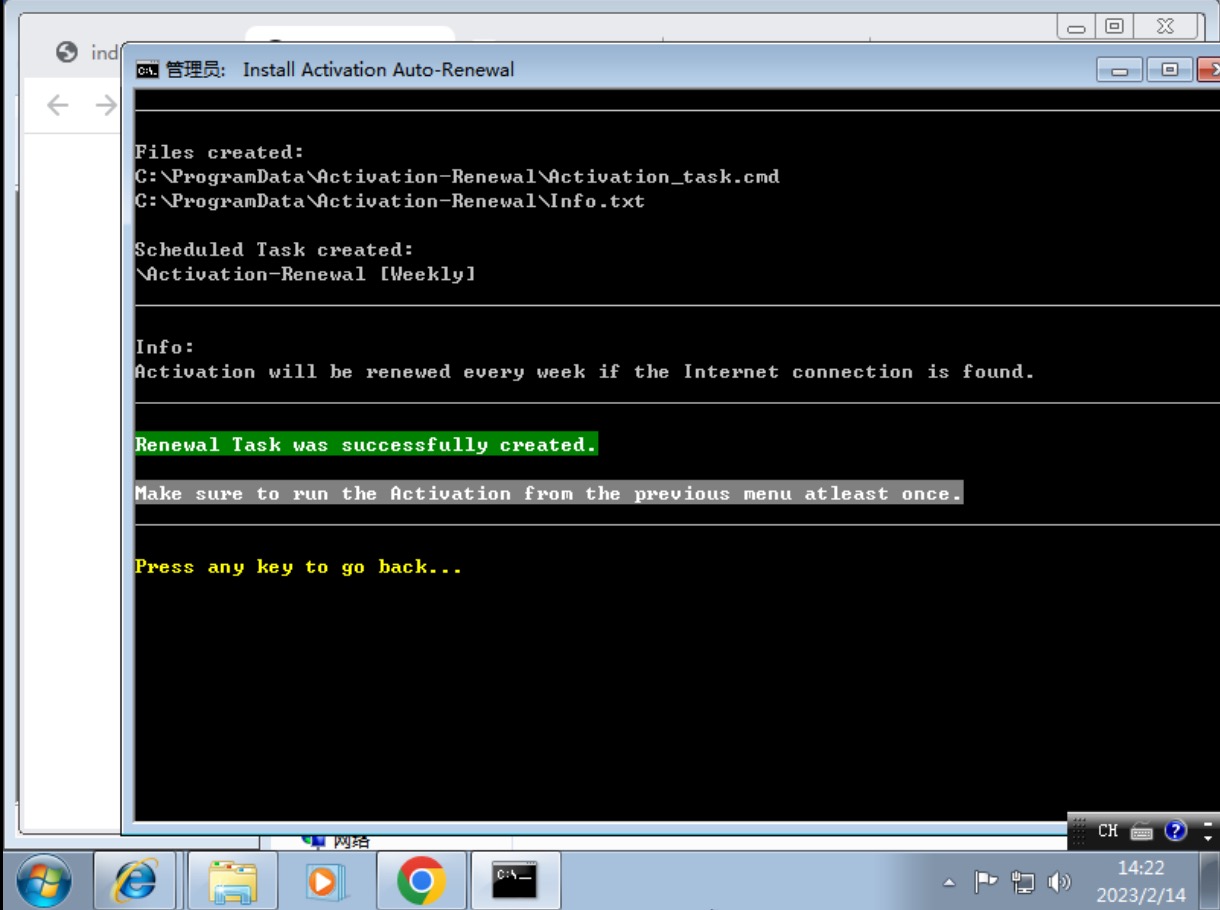 ind
管理员: Install Activation Auto-Renewal
Files created:
C:\ProgramData\Activation-Renewal\Activation_task.cmd
C:\ProgramData\Activation-Renewal\Info.txt
Scheduled Task created:
\Activation-Renewal [Weekly]
Info:
Activation will be renewed every week if the Internet connection is found.
Renewal Task was successfully created.
Make sure to run the Activation from the previous menu atleast once.
Press any key to go back...
CH
网络
C:\_
14:22
2023/2/14